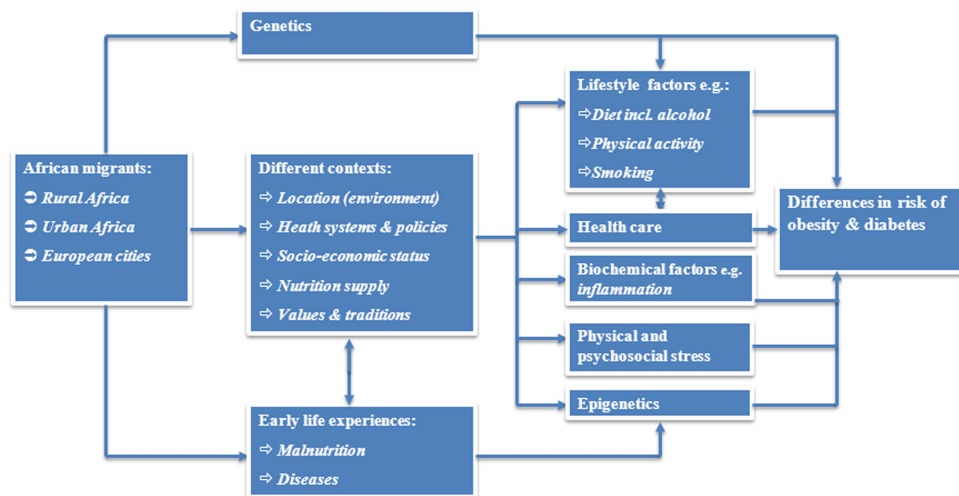 Genetics
African migrants:
Rural Africa
Urban Africa
European cities
Different contexts:
Location (environment)
Heath systems & policies
Socio-economic status
Nutrition supply
Values & traditions
Early life experiences:
Malnutrition
Diseases
Lifestyle factors e.g.:
Diet incl. alcohol
Physical activity
Smoking
Health care
Biochemical factors e.g.
inflammation
Physical and
psychosocial stress
Epigenetics
Differences in risk of
obesity & diabetes